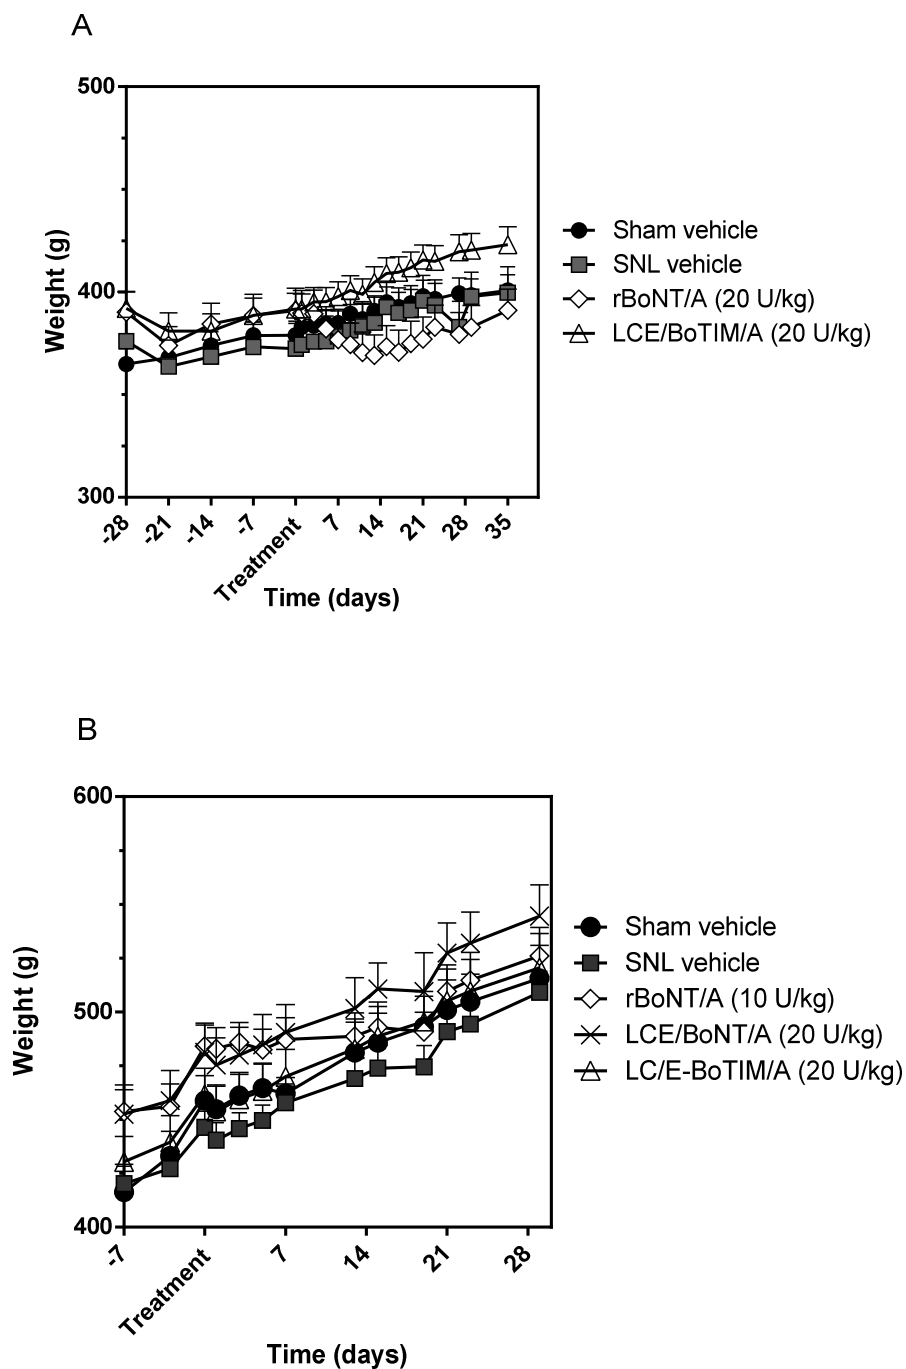 A
500
400
300
Weight (g)
-28
-21
-14
-7
Treatment
7
14
21
28
35
Time (days)
Sham vehicle
SNL vehicle
rBoNT/A (20 U/kg)
LCE/BoTIM/A (20 U/kg)
B
600
500
400
Weight (g)
-7
Treatment
7
14
21
28
Time (days)
Sham vehicle
SNL vehicle
rBoNT/A (10 U/kg)
LCE/BoNT/A (20 U/kg)
LC/E-BoTIM/A (20 U/kg)